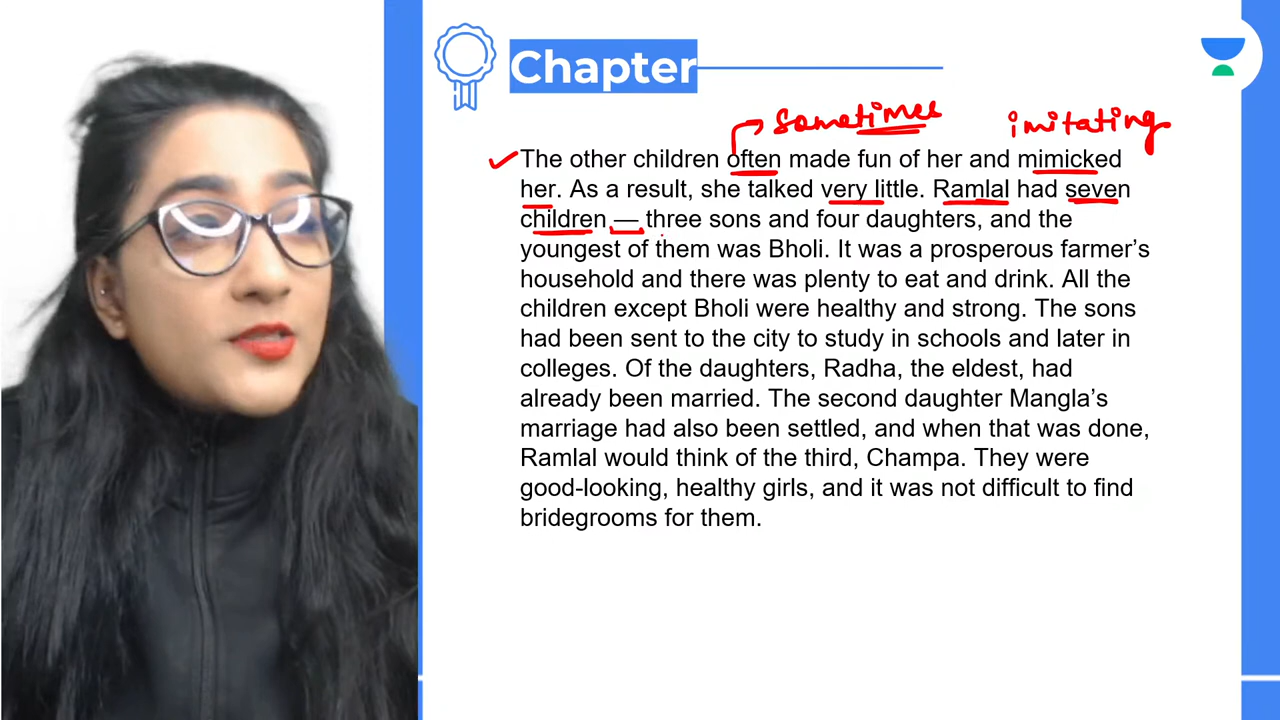 Chapter
sometimes imitating
The other children often made fun of her and mimicked
her. As a result, she talked very little. Ramlal had seven
children — three sons and four daughters, and the
youngest of them was Bholi. It was a prosperous farmer’s
household and there was plenty to eat and drink. All the
children except Bholi were healthy and strong. The sons
had been sent to the city to study in schools and later in
colleges. Of the daughters, Radha, the eldest, had
already been married. The second daughter Mangla’s
marriage had also been settled, and when that was done,
Ramlal would think of the third, Champa. They were
good-looking, healthy girls, and it was not difficult to find
bridegrooms for them.